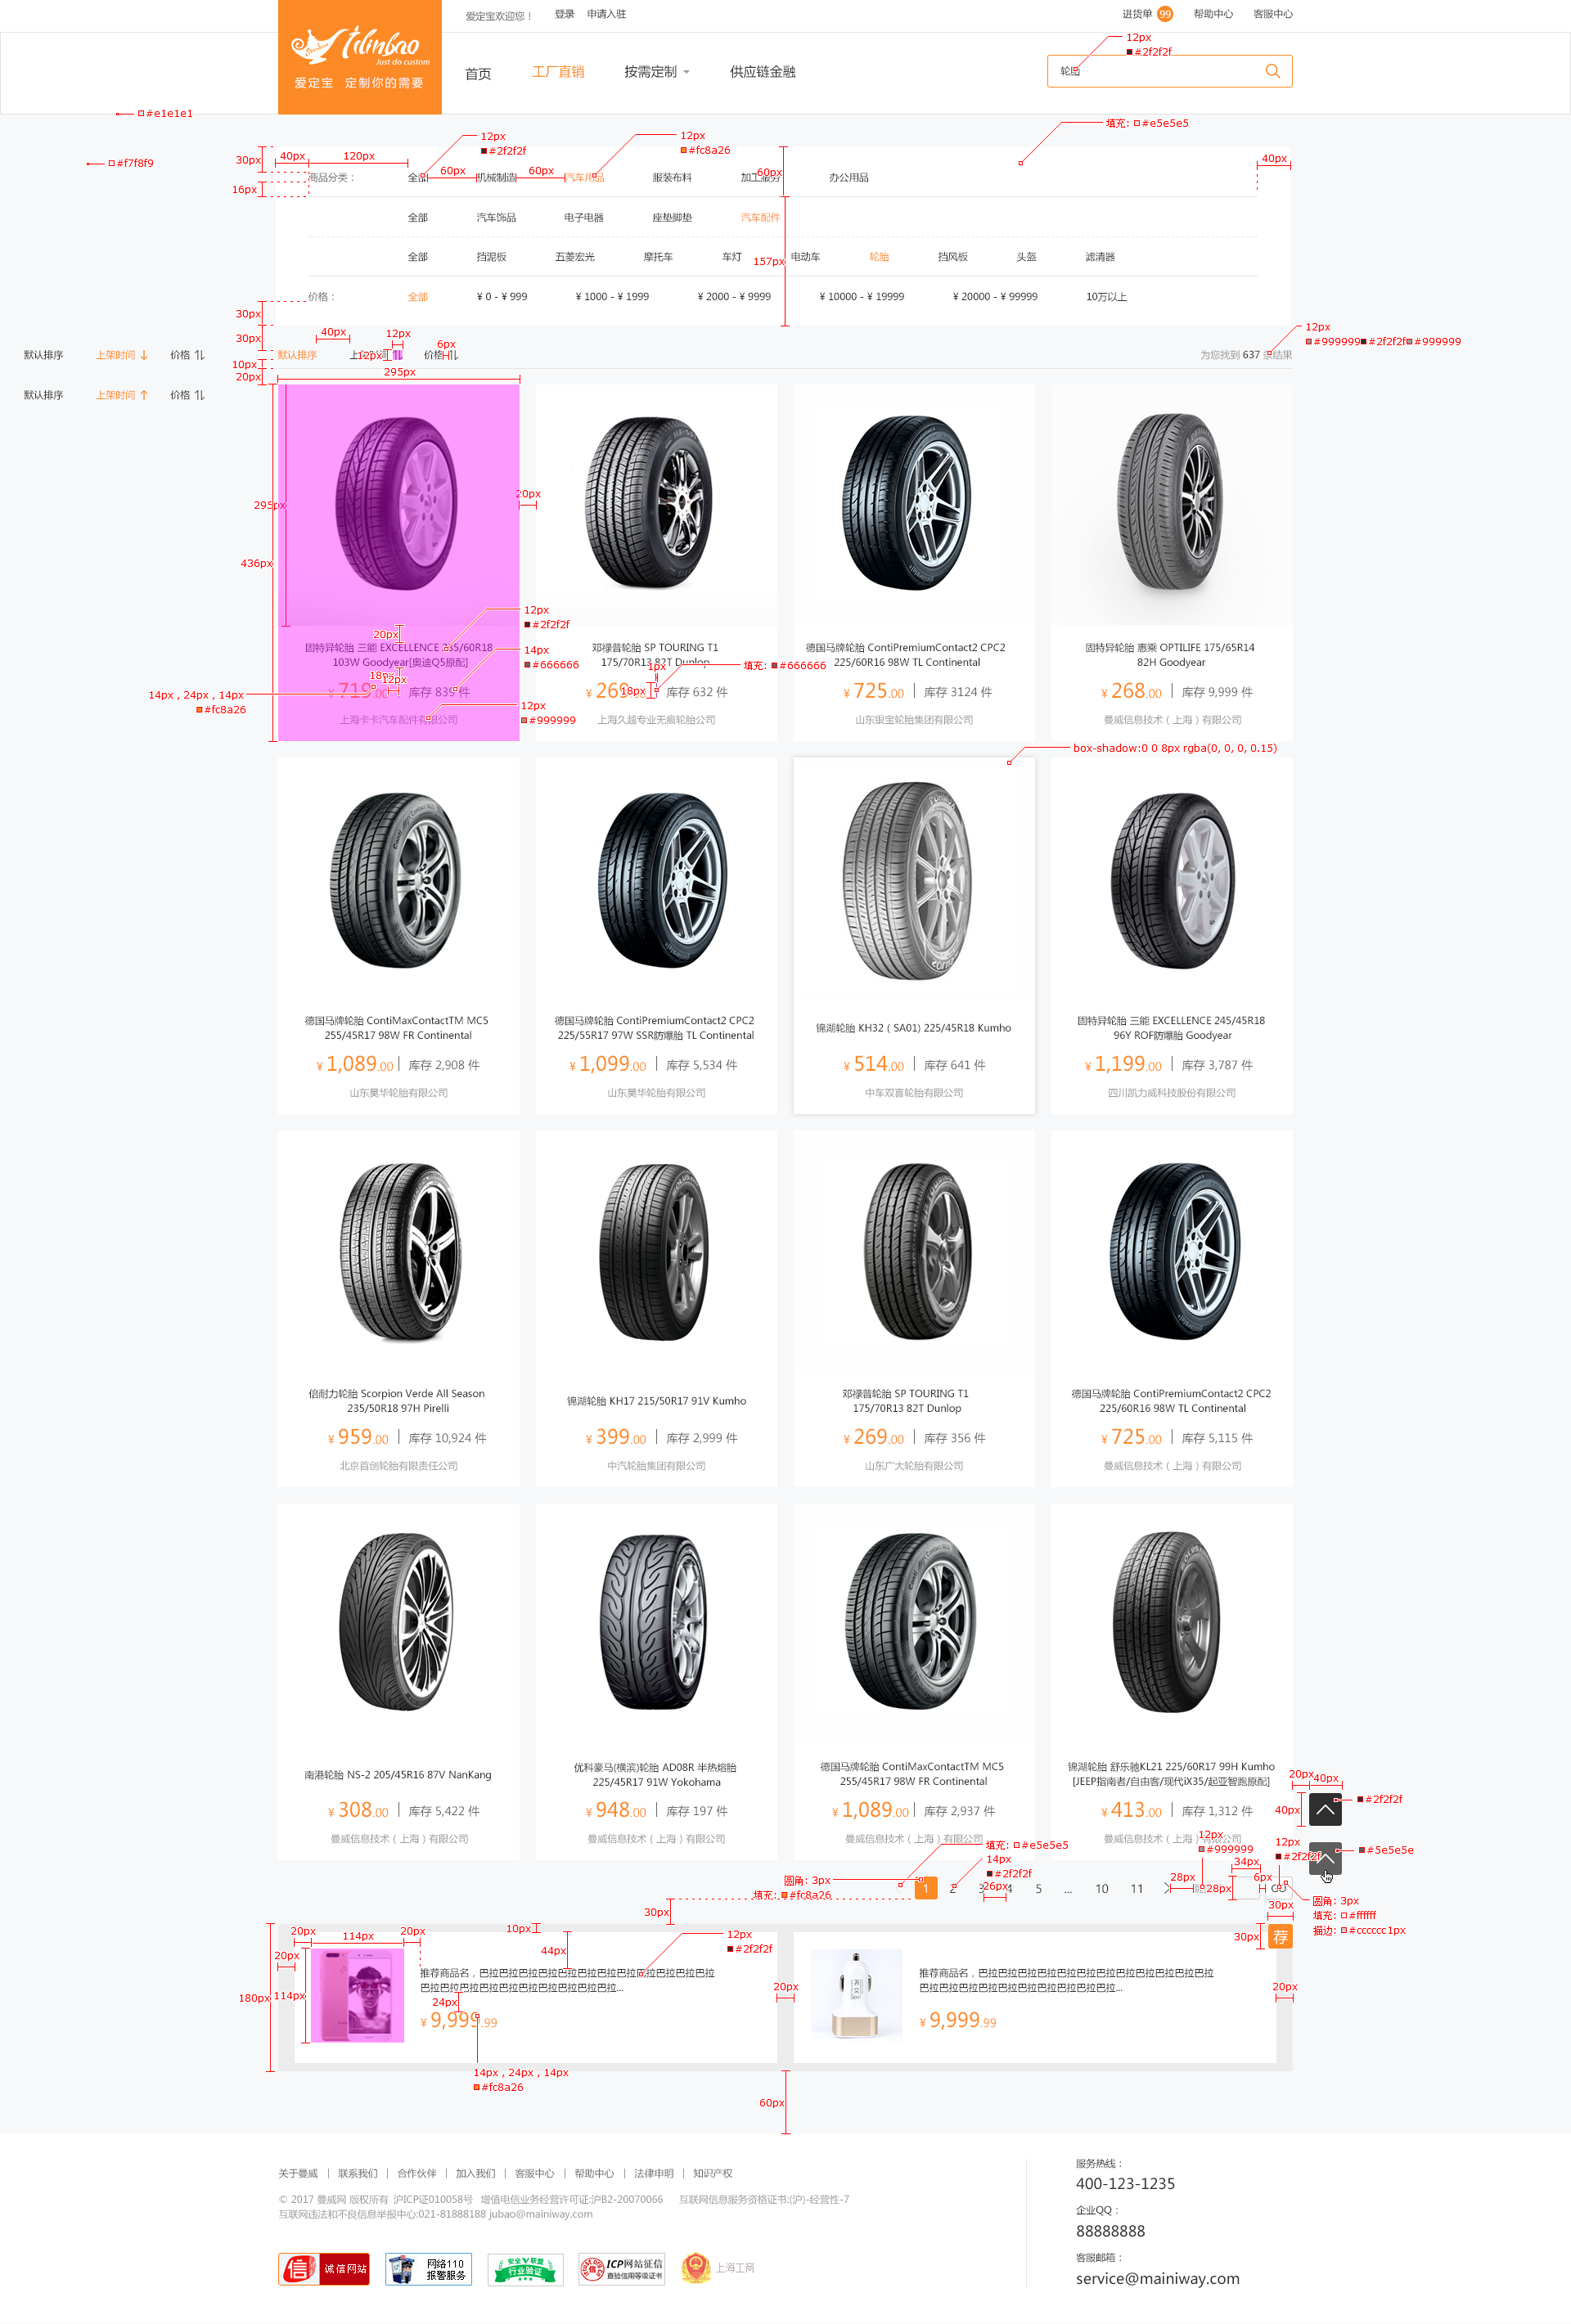 爱定宝欢迎您！ 登录 申请入驻
进货单 99 帮助中心 客服中心
Just do custom
爱定宝 定制你的需要
首页 工厂直销 按需定制 供应链金融
轮胎
12px
#2f2f2f
#e1e1e1
#f7f8f9
填充: #e5e5e5
12px
#2f2f2f
12px
#fc8a26
30px 40px 120px 60px 60px 60px 40px
16px
商品分类： 全部 机械制造 汽车用品 服装布料 加工服务 办公用品
全部 汽车饰品 电子电器 座垫脚垫 汽车配件
全部 挡泥板 五菱宏光 摩托车 车灯 电动车 轮胎 挡风板 头盔 滤清器
157px
价格： 全部 ¥ 0 - ¥ 999 ¥ 1000 - ¥ 1999 ¥ 2000 - ¥ 9999 ¥ 10000 - ¥ 19999 ¥ 20000 - ¥ 99999 10万以上
30px
30px 40px 12px 6px
12px
#999999 #2f2f2f #999999
默认排序 上架时间 价格
默认排序 价格
12px
为您找到 637 条结果
10px
20px
295px
默认排序 上架时间 价格
295px
20px
436px
12px
#2f2f2f
20px
固特异轮胎 三能 EXCELLENCE 235/60R18
103W Goodyear[奥迪Q5原配]
14px
#666666
18px
12px
14px , 24px , 14px
#fc8a26
¥ 719.00 库存 839 件
12px
#999999
上海卡卡汽车配件有限公司
邓禄普轮胎 SP TOURING T1
175/70R13 82T Dunlop
1px
填充: #666666
18px
¥ 269.00 库存 632 件
上海久越专业无痕轮胎公司
德国马牌轮胎 ContiPremiumContact2 CPC2
225/60R16 98W TL Continental
¥ 725.00 库存 3124 件
山东银宝轮胎集团有限公司
固特异轮胎 惠乘 OPTILIFE 175/65R14
82H Goodyear
¥ 268.00 库存 9,999 件
曼威信息技术（上海）有限公司
box-shadow:0 0 8px rgba(0, 0, 0, 0.15)
德国马牌轮胎 ContiMaxContactTM MC5
255/45R17 98W FR Continental
¥ 1,089.00 库存 2,908 件
山东昊华轮胎有限公司
德国马牌轮胎 ContiPremiumContact2 CPC2
225/55R17 97W SSR防爆胎 TL Continental
¥ 1,099.00 库存 5,534 件
山东昊华轮胎有限公司
锦湖轮胎 KH32（SA01) 225/45R18 Kumho
¥ 514.00 库存 641 件
中车双喜轮胎有限公司
固特异轮胎 三能 EXCELLENCE 245/45R18
96Y ROF防爆胎 Goodyear
¥ 1,199.00 库存 3,787 件
四川凯力威科技股份有限公司
倍耐力轮胎 Scorpion Verde All Season
235/50R18 97H Pirelli
¥ 959.00 库存 10,924 件
北京首创轮胎有限责任公司
锦湖轮胎 KH17 215/50R17 91V Kumho
¥ 399.00 库存 2,999 件
中汽轮胎集团有限公司
邓禄普轮胎 SP TOURING T1
175/70R13 82T Dunlop
¥ 269.00 库存 356 件
山东广大轮胎有限公司
德国马牌轮胎 ContiPremiumContact2 CPC2
225/60R16 98W TL Continental
¥ 725.00 库存 5,115 件
曼威信息技术（上海）有限公司
南港轮胎 NS-2 205/45R16 87V NanKang
¥ 308.00 库存 5,422 件
曼威信息技术（上海）有限公司
优科豪马(横滨)轮胎 AD08R 半热熔胎
225/45R17 91W Yokohama
¥ 948.00 库存 197 件
曼威信息技术（上海）有限公司
德国马牌轮胎 ContiMaxContactTM MC5
255/45R17 98W FR Continental
¥ 1,089.00 库存 2,937 件
曼威信息技术（上海）有限公司
锦湖轮胎 舒乐驰KL21 225/60R17 99H Kumho
[JEEP指南者/自由客/现代iX35/起亚智跑原配]
¥ 413.00 库存 1,312 件
曼威信息技术（上海）有限公司
20px 40px
40px
#2f2f2f
#5e5e5e
12px
#999999
12px
#2f2f2f
填充: #e5e5e5
14px
#2f2f2f
26px
圆角: 3px
填充: #fc8a26
1 2 3 4 5 ... 10 11 GO
28px 28px 34px 6px
圆角: 3px
填充: #ffffff
描边: #cccccc 1px
30px
30px
30px
荐
20px 114px 20px
10px
44px
12px
#2f2f2f
20px
180px 114px
推荐商品名，巴拉巴拉巴拉巴拉巴拉巴拉巴拉巴拉巴拉巴拉巴拉巴拉
巴拉巴拉巴拉巴拉巴拉巴拉巴拉巴拉巴拉巴拉...
24px
¥ 9,999.99
14px , 24px , 14px
#fc8a26
20px
推荐商品名，巴拉巴拉巴拉巴拉巴拉巴拉巴拉巴拉巴拉巴拉巴拉巴拉
巴拉巴拉巴拉巴拉巴拉巴拉巴拉巴拉巴拉巴拉...
¥ 9,999.99
20px
60px
关于曼威 | 联系我们 | 合作伙伴 | 加入我们 | 客服中心 | 帮助中心 | 法律申明 | 知识产权
© 2017 曼威网 版权所有 沪ICP证010058号 增值电信业务经营许可证:沪B2-20070066 互联网信息服务资格证书:(沪)-经营性-7
互联网违法和不良信息举报中心:021-81888188 jubao@mainiway.com
信 诚信网站
网络110
报警服务
安全 联盟
行业验证
ICP网站征信
查验信用等级证书
上海工商
服务热线：
400-123-1235
企业QQ：
88888888
客服邮箱：
service@mainiway.com